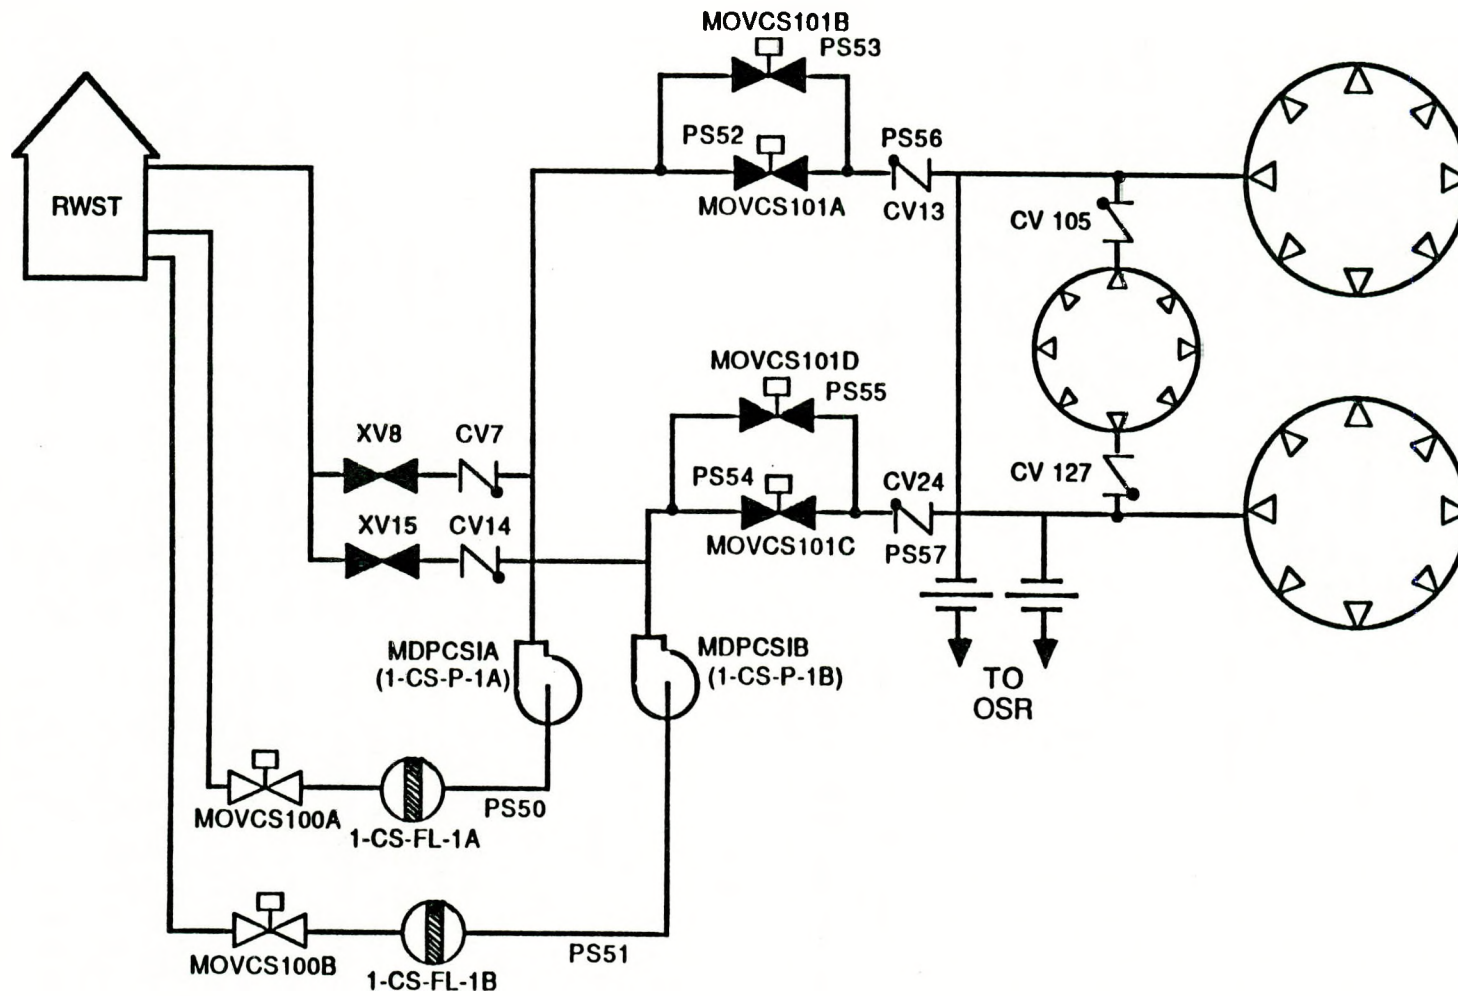 MOVCS101B
PS53
PS52
PS56
MOVCS101A
CV13
RWST
CV 105
MOVCS101D
PS55
XV8
CV7
PS54
CV24
CV 127
XV15
CV14
MOVCS101C
PS57
MDPCSIA
(1-CS-P-1A)
MDPCSIB
(1-CS-P-1B)
TO
OSR
MOVCS100A
PS50
1-CS-FL-1A
MOVCS100B
PS51
1-CS-FL-1B